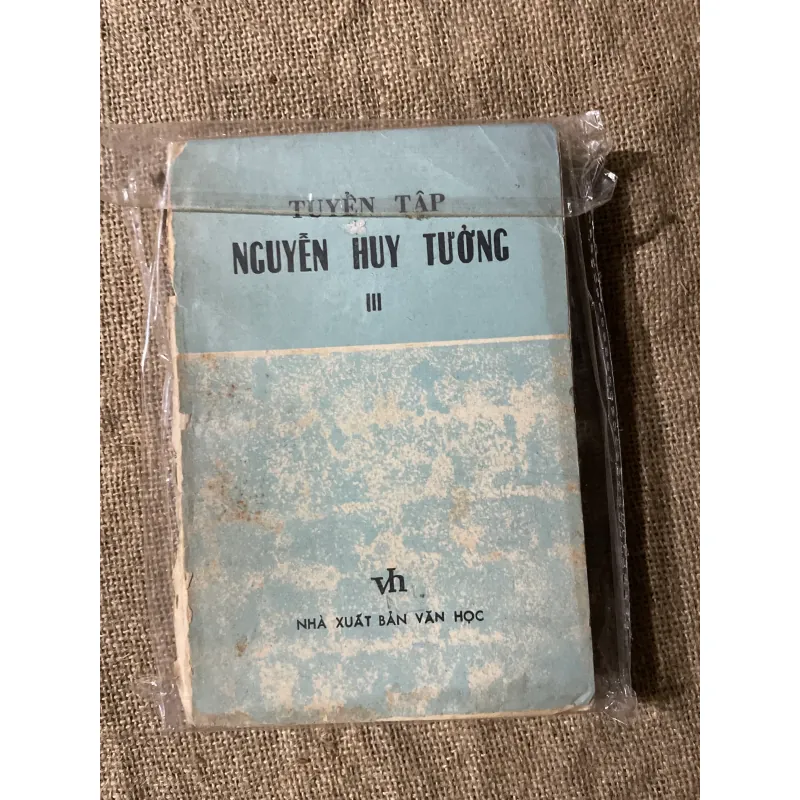 TUYỂN TẬP
NGUYỄN HUY TƯỞNG
III
vh
NHÀ XUẤT BẢN VĂN HỌC